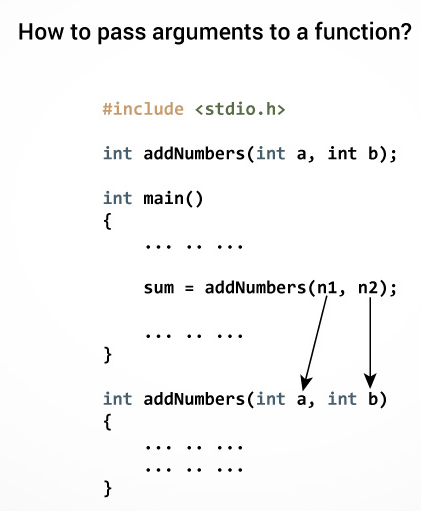 How to pass arguments to a function?
#include <stdio.h>
int addNumbers(int a, int b);
int main()
{
... .. ...
sum = addNumbers(n1, n2);
... .. ...
}
int addNumbers(int a, int b)
{
... .. ...
... .. ...
}